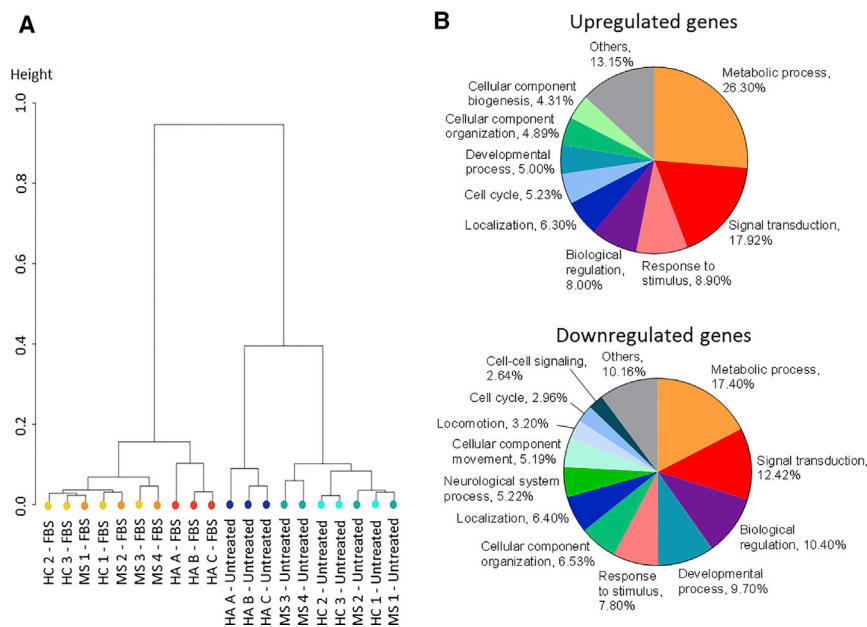 A
Height
1.0
0.8
0.6
0.4
0.2
0.0
HC 2 - FBS
HC 3 - FBS
MS 1 - FBS
HC 1 - FBS
MS 2 - FBS
MS 3 - FBS
MS 4 - FBS
HA A - FBS
HA B - FBS
HA C - FBS
HA A - Untreated
HA B - Untreated
HA C - Untreated
MS 3 - Untreated
MS 4 - Untreated
HC 2 - Untreated
HC 3 - Untreated
MS 2 - Untreated
HC 1 - Untreated
MS 1 - Untreated
B
Upregulated genes
Others,
13.15%
Metabolic process,
26.30%
Cellular component
biogenesis, 4.31%
Cellular component
organization, 4.89%
Developmental
process, 5.00%
Cell cycle, 5.23%
Localization, 6.30%
Biological
regulation,
8.00%
Response to
stimulus, 8.90%
Signal transduction,
17.92%
Downregulated genes
Cell-cell signaling,
2.64%
Others,
10.16%
Metabolic process,
17.40%
Cell cycle, 2.96%
Locomotion, 3.20%
Cellular component
movement, 5.19%
Neurological system
process, 5.22%
Localization, 6.40%
Cellular component
organization, 6.53%
Response
to stimulus,
7.80%
Developmental
process,
9.70%
Biological
regulation, 10.40%
Signal transduction,
12.42%